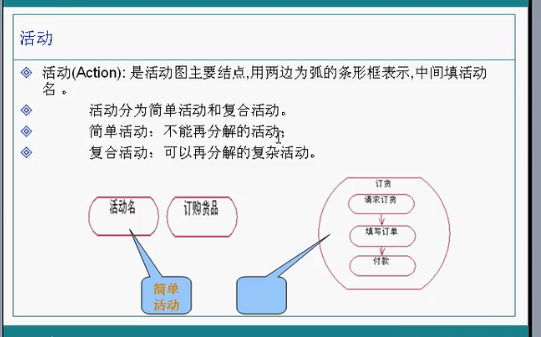 活动
活动(Action): 是活动图主要结点,用两边为弧的条形框表示,中间填活动
名 。
活动分为简单活动和复合活动。
简单活动：不能再分解的活动；
复合活动：可以再分解的复杂活动。
活动名
订购货品
订货
请求订货
填写订单
付款
简单
活动